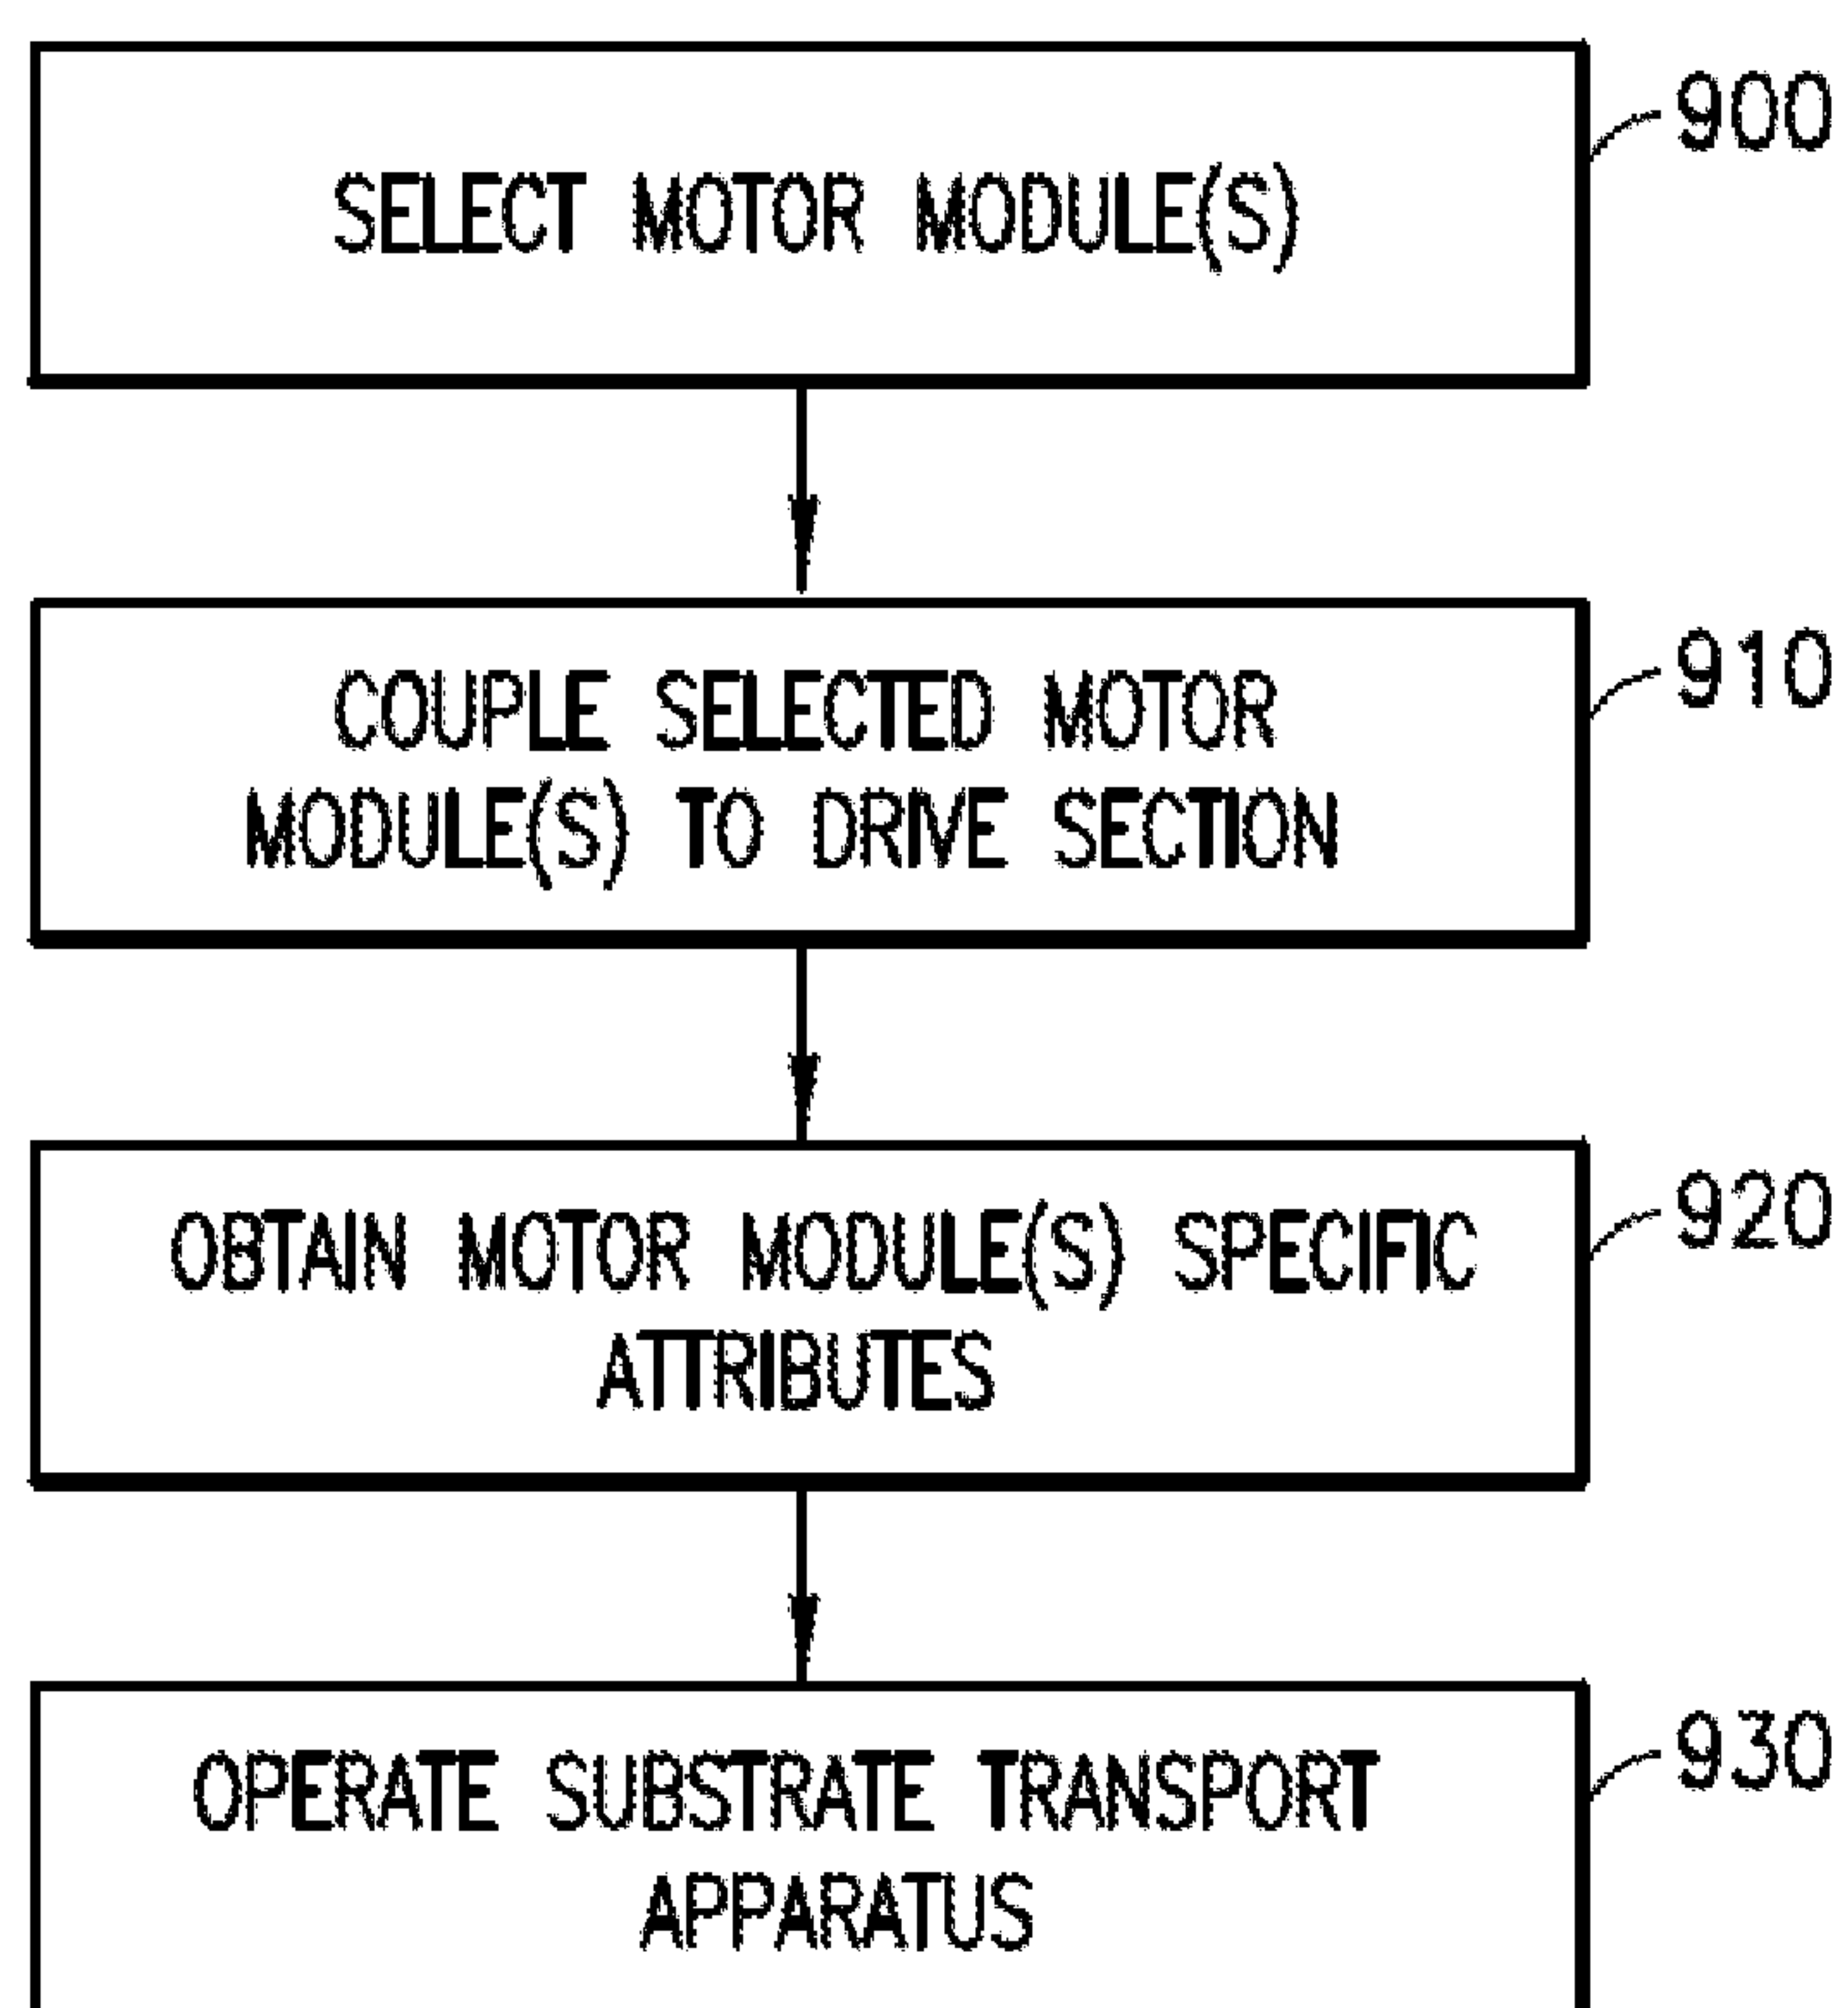 900
SELECT MOTOR MODULE(S)
910
COUPLE SELECTED MOTOR
MODULE(S) TO DRIVE SECTION
920
OBTAIN MOTOR MODULE(S) SPECIFIC
ATTRIBUTES
930
OPERATE SUBSTRATE TRANSPORT
APPARATUS